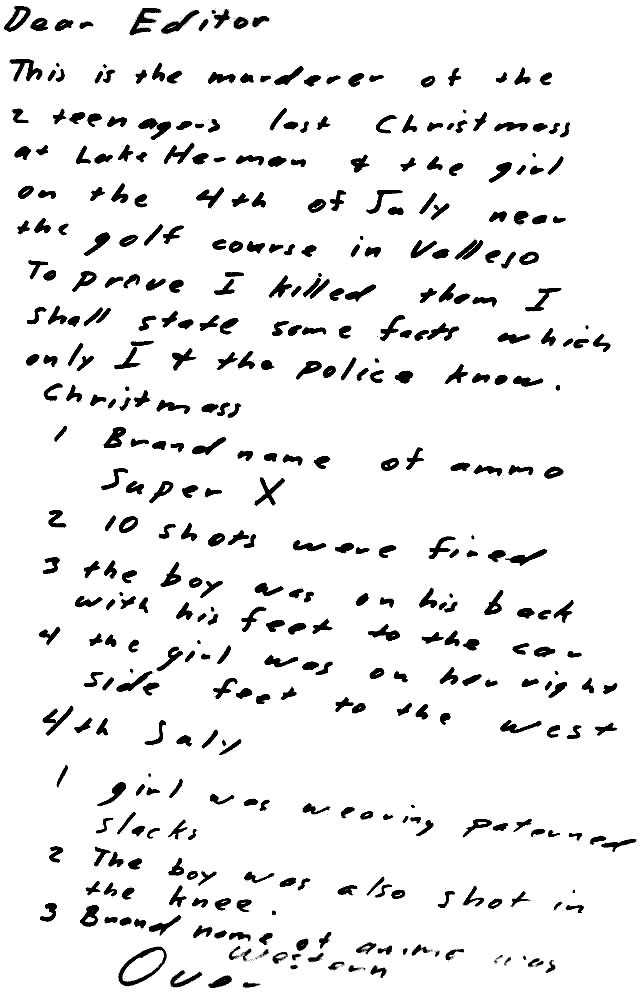 Dear Editor
This is the murderer of the
2 teenagers last Christmass
at Lake Herman & the girl
on the 4th of July near
the golf course in Vallejo
To prove I killed them I
shall state some facts which
only I & the police know.
Christmass
1 Brand name of ammo
Super X
2 10 shots were fired
3 the boy was on his back
with his feet to the car
4 the girl was on her right
side feet to the west
4th July
1 girl was wearing paterned
slacks
2 The boy was also shot in
the knee.
3 Brand name of ammo was
Western
Over